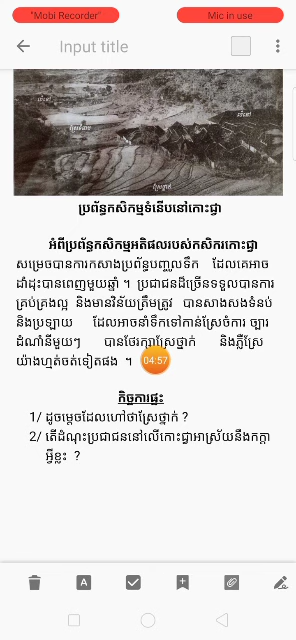 "Mobi Recorder"
Mic in use
Input title
ប្រព័ន្ធកសិកម្មទំនើបនៅកោះជ្វា
អំពីប្រព័ន្ធកសិកម្មអតិផលរបស់កសិករកោះជ្វា
សម្រេចបានការកសាងប្រព័ន្ធបញ្ចូលទឹក ដែលគេអាច
ដាំដុះបានពេញមួយឆ្នាំ ។ ប្រជាជនដ៏ច្រើនទទួលបានការ
គ្រប់គ្រងល្អ និងមានវិន័យត្រឹមត្រូវ បានសាងសងទំនប់
និងប្រឡាយ ដែលអាចនាំទឹកទៅកាន់ស្រែចំការ ច្បារ
ដំណាំនីមួយៗ បានថែរក្សាស្រែថ្នាក់ និងភ្លឺស្រែ
យ៉ាងហ្មត់ចត់ទៀតផង ។
04:57
កិច្ចការផ្ទះ
1/ ដូចម្តេចដែលហៅថាស្រែថ្នាក់ ?
2/ តើដំណុះប្រជាជននៅលើកោះជ្វាអាស្រ័យនឹងកក្តា
អ្វីខ្លះ ?